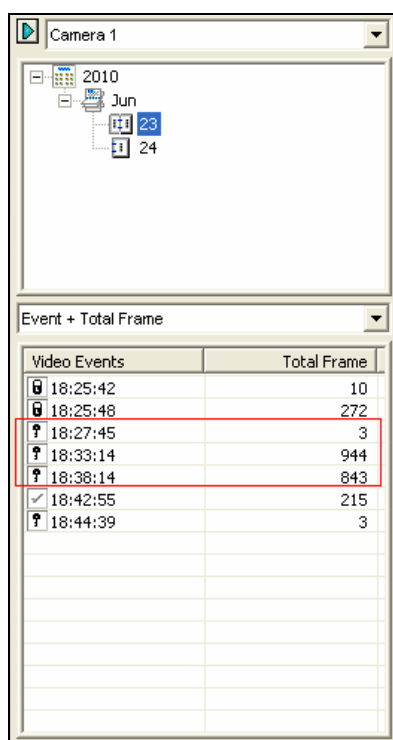 Camera 1
2010
Jun
23
24
Event + Total Frame
Video Events Total Frame
18:25:42 10
18:25:48 272
18:27:45 3
18:33:14 944
18:38:14 843
18:42:55 215
18:44:39 3